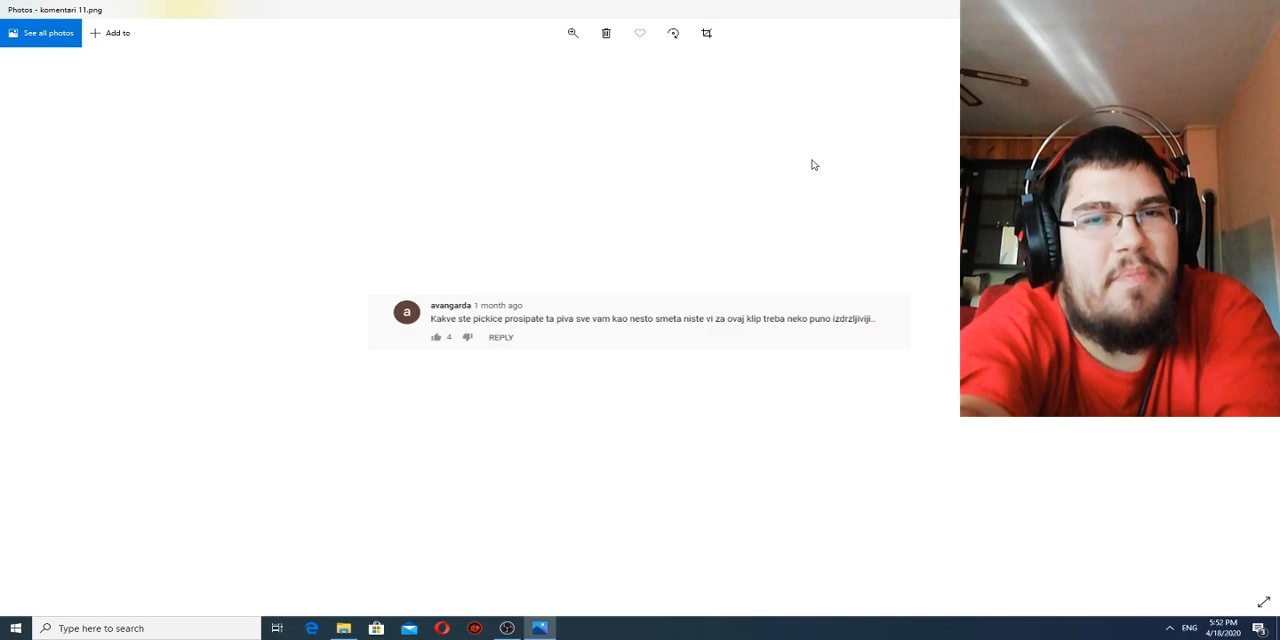 Photos - komentari 11.png
See all photos
Add to
a
avangarda 1 month ago
Kakve ste pickice prosipate ta piva sve vam kao nesto smeta niste vi za ovaj klip treba neko puno izdrzljiviji..
4 REPLY
Type here to search
ENG
5:52 PM
4/18/2020